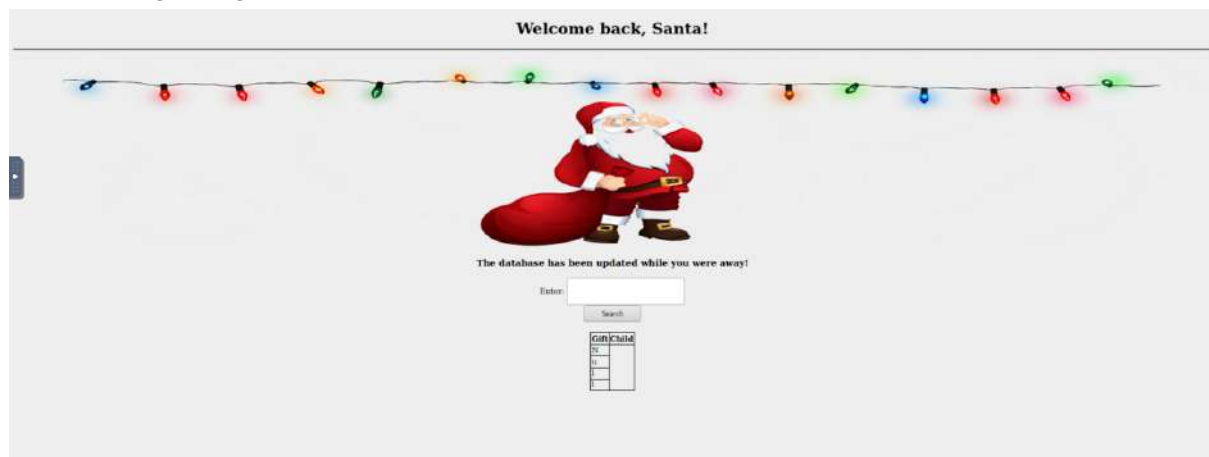 Welcome back, Santa!
The database has been updated while you were away!
Enter:
Search
Gift Child
N
u
l
l